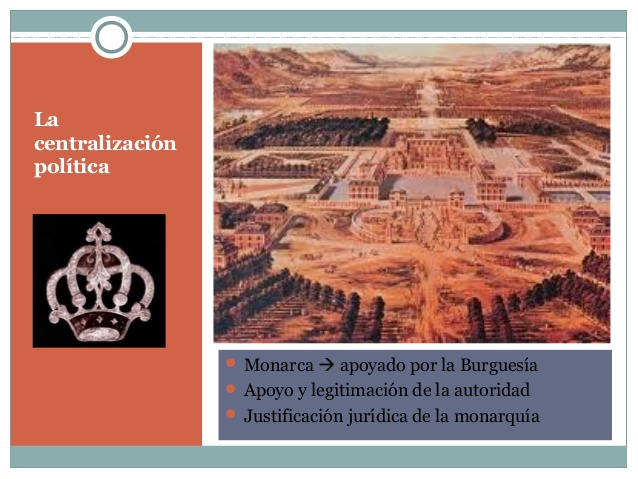 La
centralización
política
Monarca → apoyado por la Burguesía
Apoyo y legitimación de la autoridad
Justificación jurídica de la monarquía